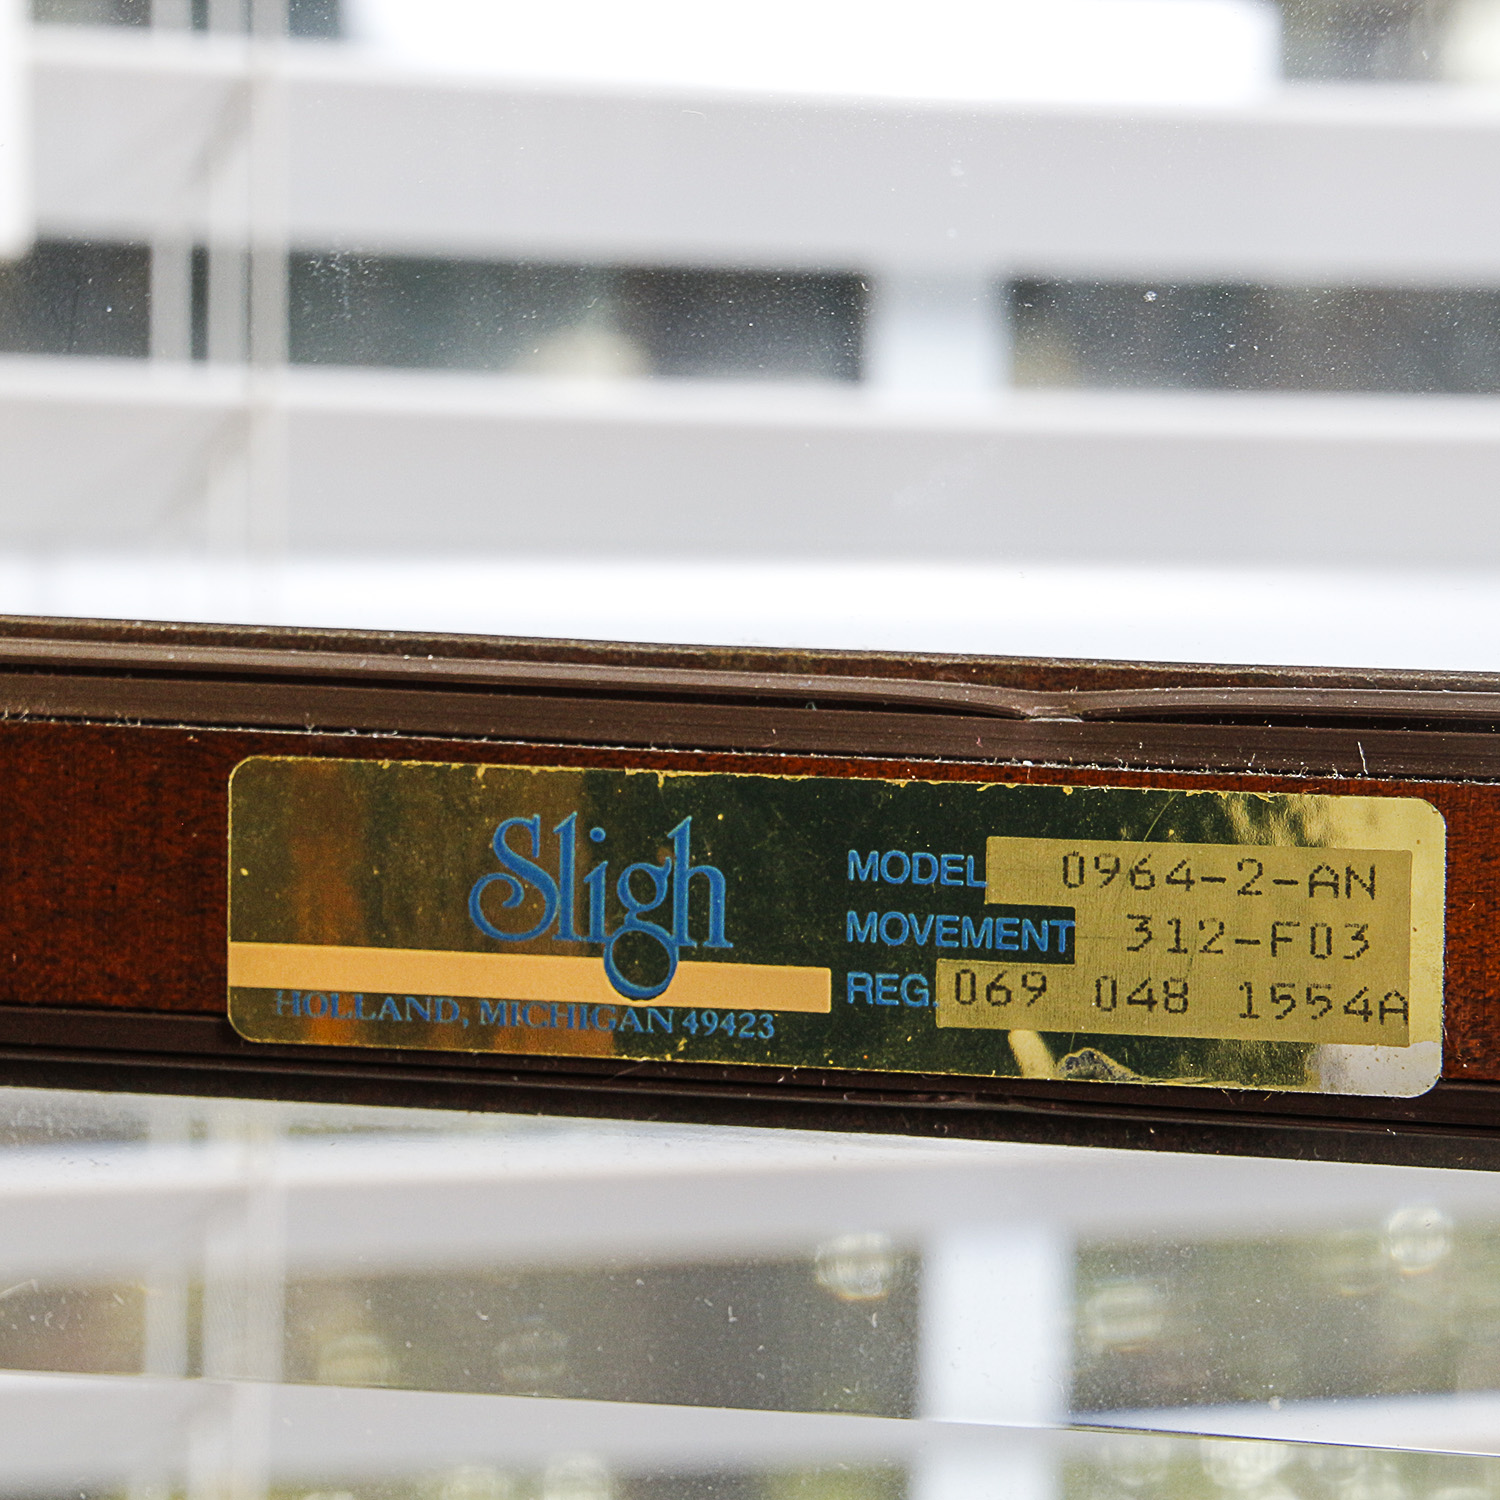 Sligh
HOLLAND, MICHIGAN 49423
MODEL 0964-2-AN
MOVEMENT 312-F03
REG. 069 048 1554A